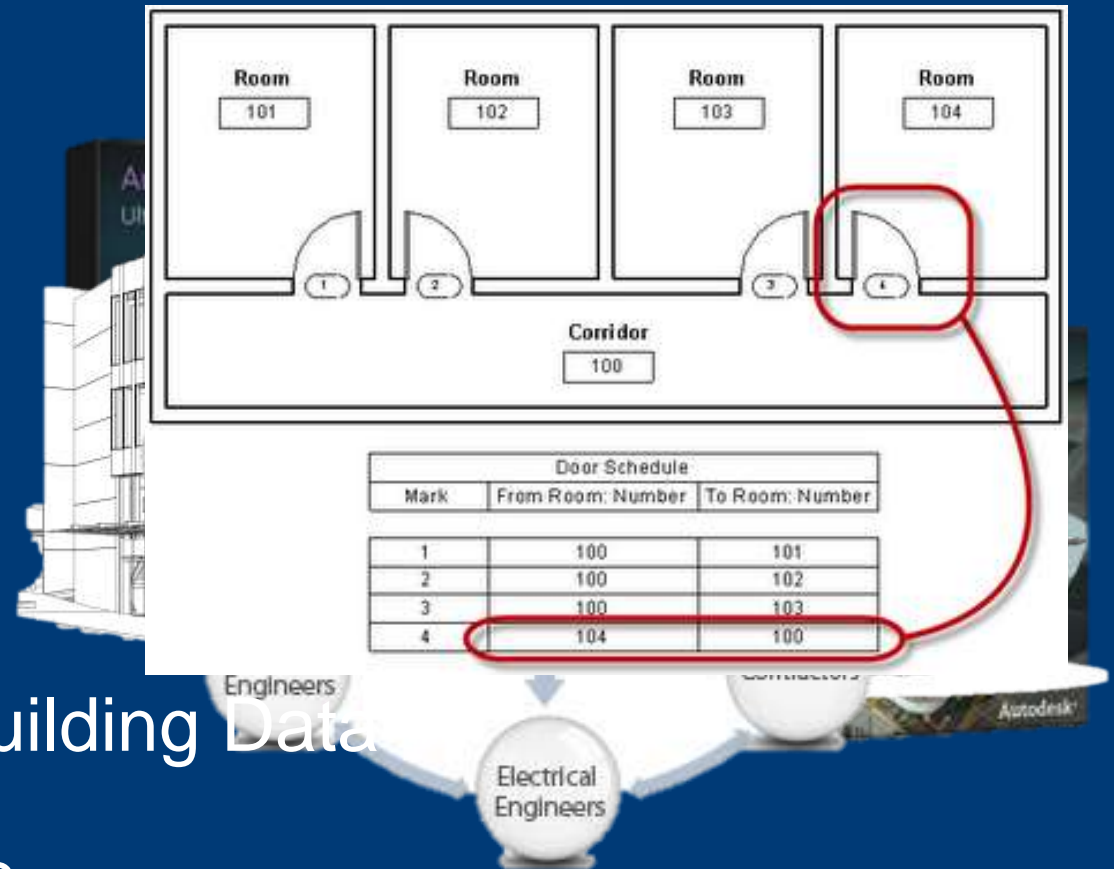 Room Room Room Room
101 102 103 104
1 2 3 4
Corridor
100
Door Schedule
Mark From Room: Number To Room: Number
1 100 101
2 100 102
3 100 103
4 104 100
Engineers
uilding Data
Autodesk
Electrical
Engineers